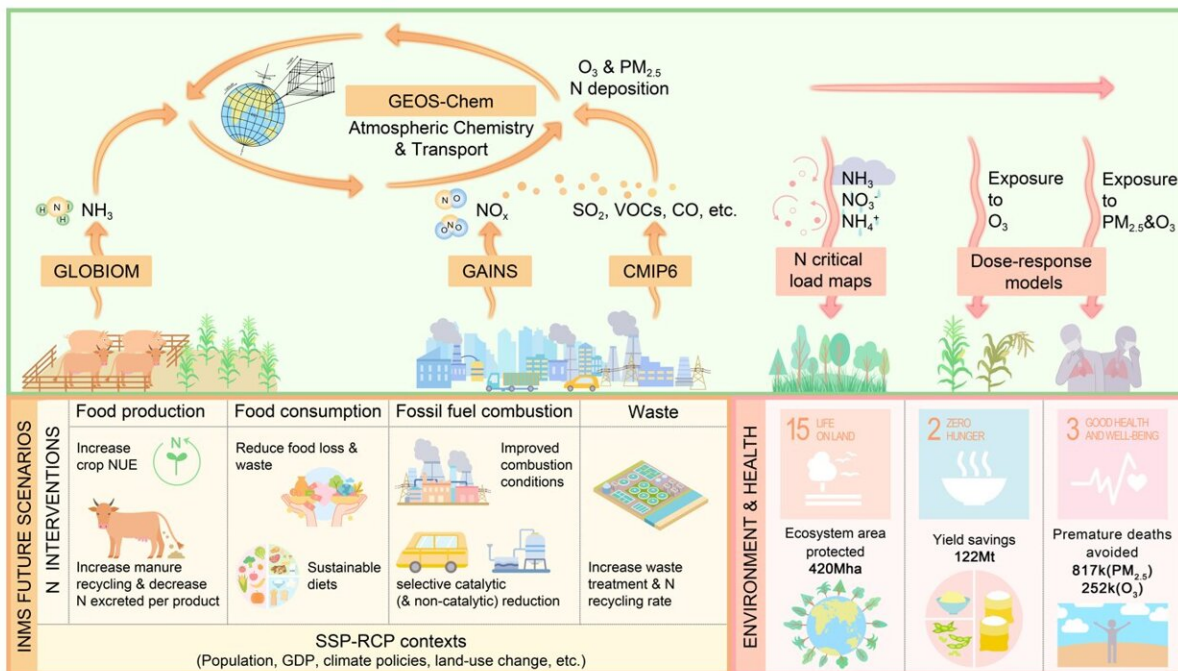 O₃ & PM₂.₅
N deposition
GEOS-Chem
Atmospheric Chemistry
& Transport
H N H
H
NH₃
N O
O N O
NOₓ
SO₂, VOCs, CO, etc.
GLOBIOM
GAINS
CMIP6
NH₃
NO₃⁻
NH₄⁺
Exposure
to
O₃
Exposure
to
PM₂.₅&O₃
N critical
load maps
Dose-response
models
INMS FUTURE SCENARIOS
N INTERVENTIONS
Food production
Increase
crop NUE
N
Increase manure
recycling & decrease
N excreted per product
Food consumption
Reduce food loss &
waste
Sustainable
diets
Fossil fuel combustion
Improved
combustion
conditions
selective catalytic
(& non-catalytic) reduction
Waste
Increase waste
treatment & N
recycling rate
SSP-RCP contexts
(Population, GDP, climate policies, land-use change, etc.)
ENVIRONMENT & HEALTH
15 LIFE
ON LAND
Ecosystem area
protected
420Mha
2 ZERO
HUNGER
Yield savings
122Mt
3 GOOD HEALTH
AND WELL-BEING
Premature deaths
avoided
817k(PM₂.₅)
252k(O₃)